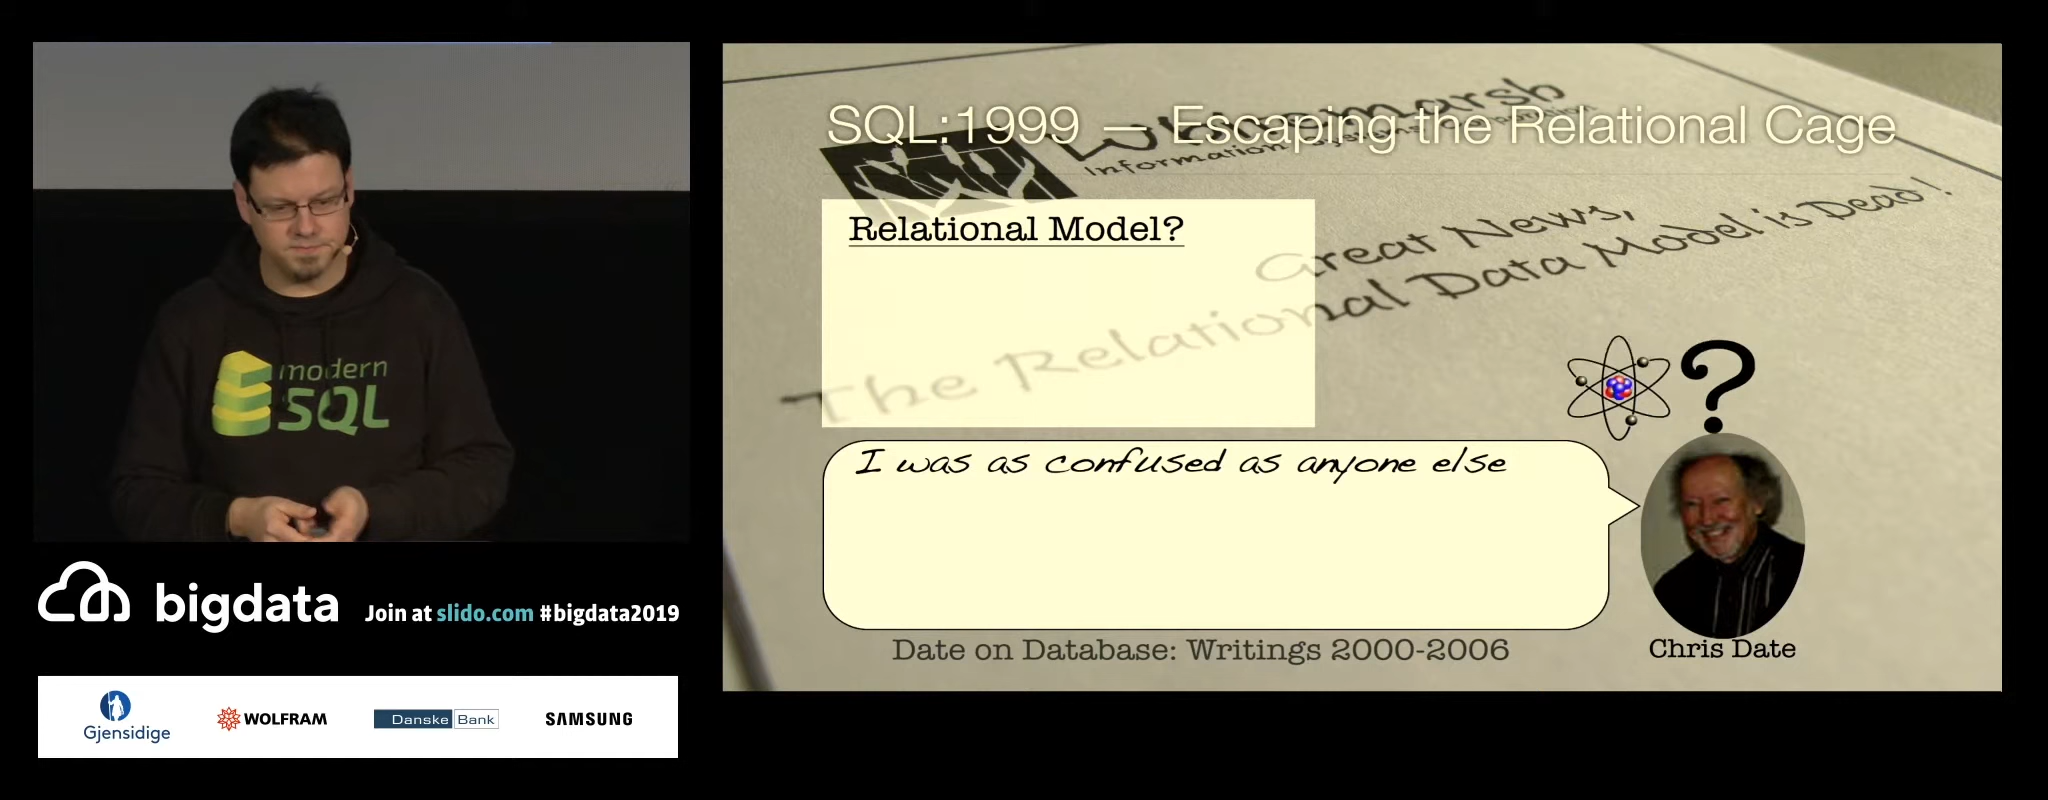 modern
SQL
bigdata
Join at slido.com #bigdata2019
Gjensidige
WOLFRAM
Danske Bank
SAMSUNG
SQL:1999 — Escaping the Relational Cage
Great News,
The Relational Data Model is Dead!
Relational Model?
?
I was as confused as anyone else
Date on Database: Writings 2000-2006
Chris Date